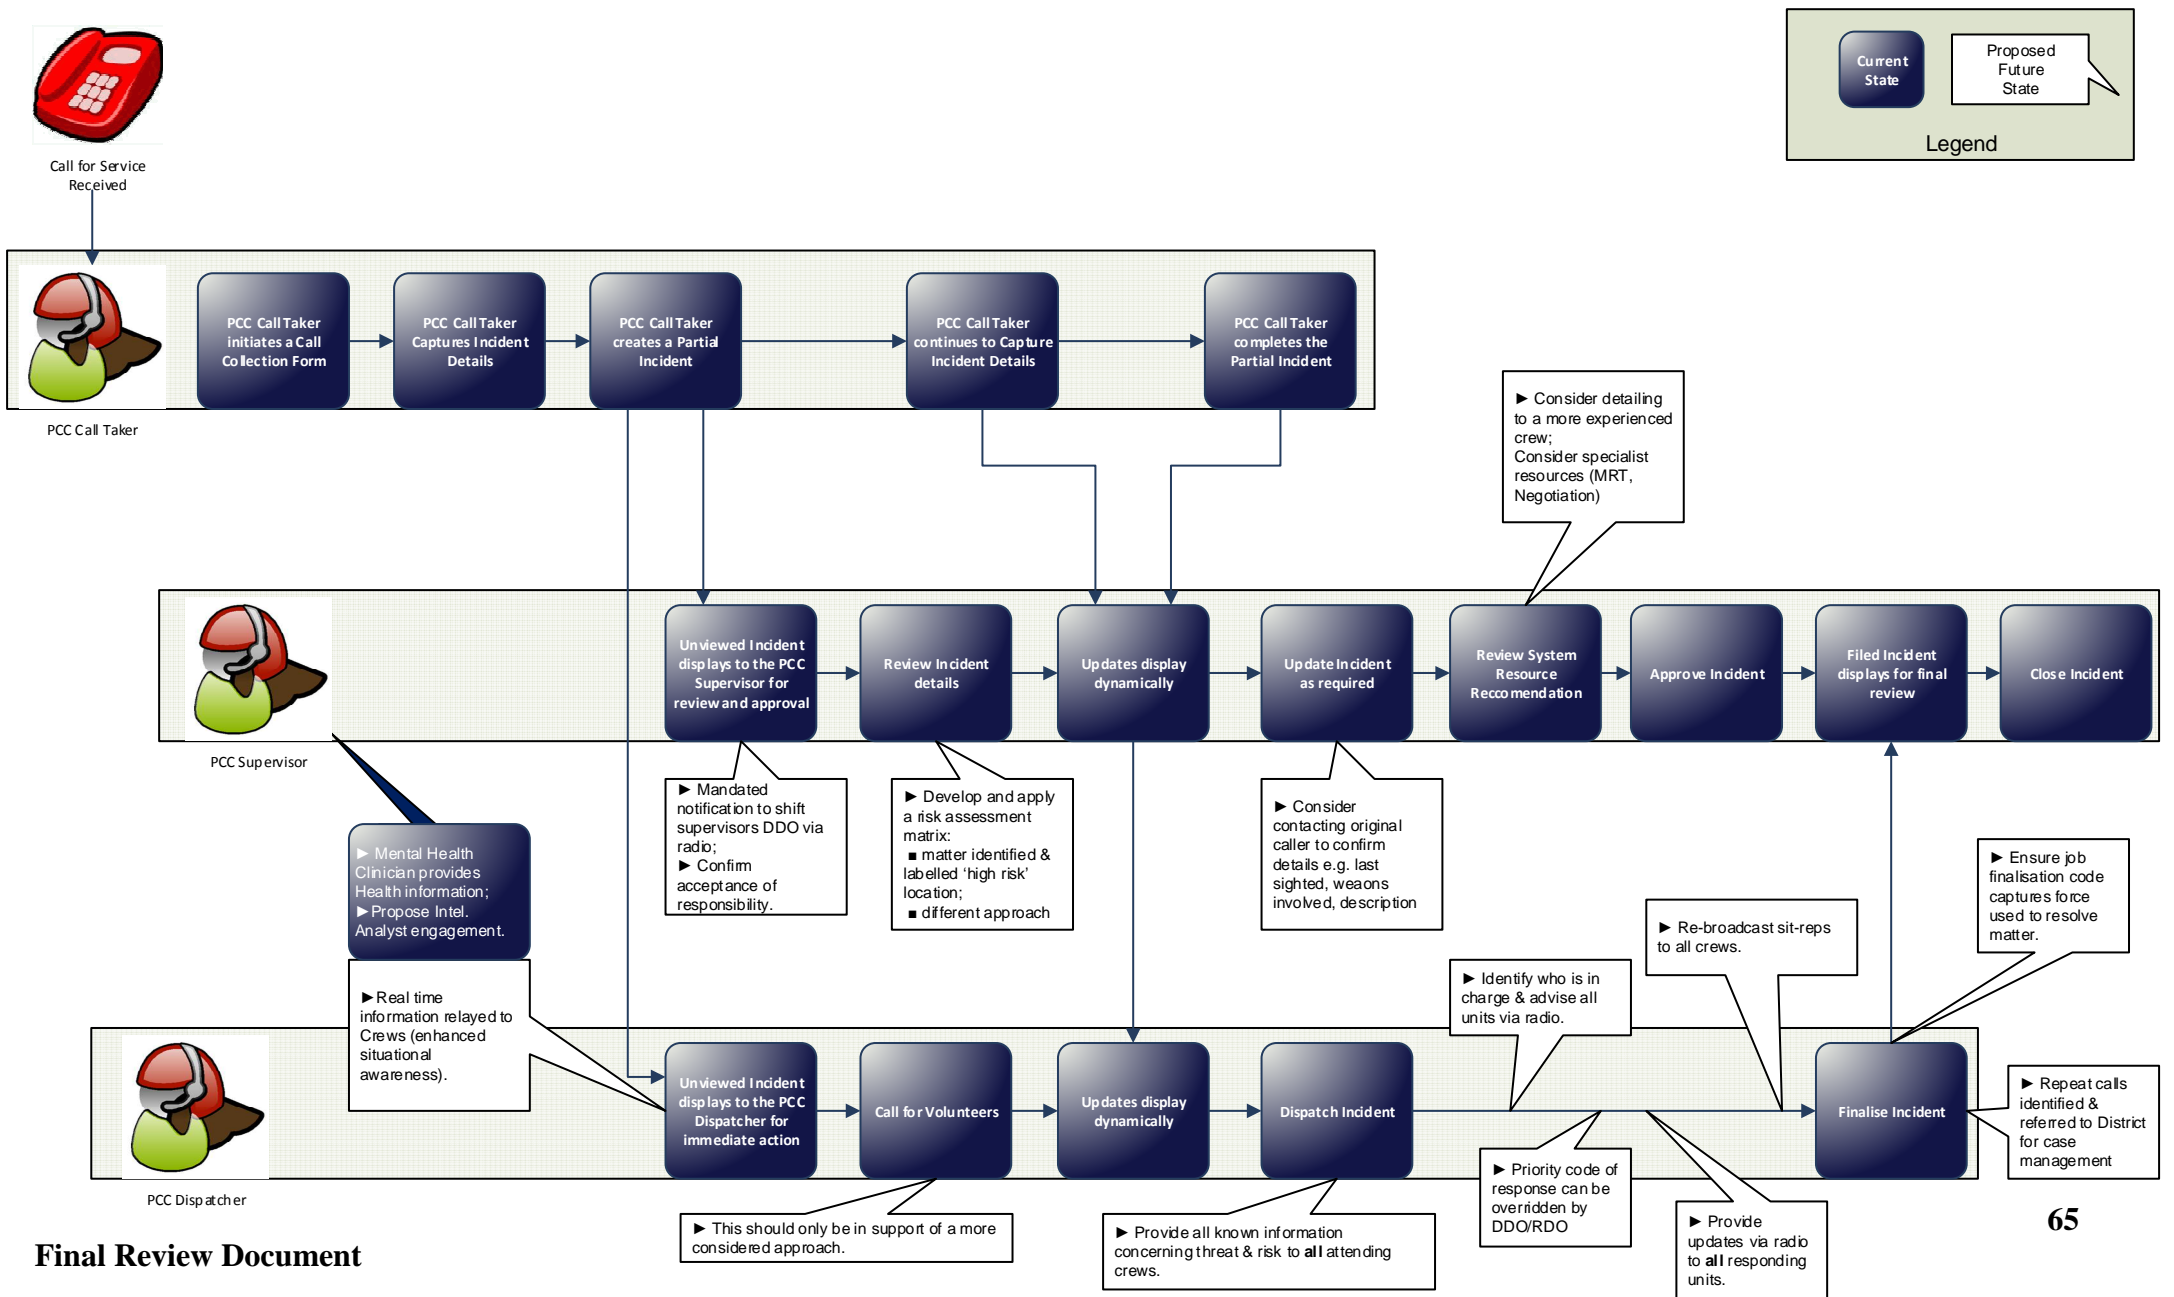 Current
State
Proposed
Future
State
Legend
Call for Service
Received
PCC Call Taker
initiates a Call
Collection Form
PCC Call Taker
Captures Incident
Details
PCC Call Taker
creates a Partial
Incident
PCC Call Taker
continues to Capture
Incident Details
PCC Call Taker
completes the
Partial Incident
PCC Call Taker
► Consider detailing
to a more experienced
crew;
Consider specialist
resources (MRT,
Negotiation)
Unviewed Incident
displays to the PCC
Supervisor for
review and approval
Review Incident
details
Updates display
dynamically
Update Incident
as required
Review System
Resource
Reccomendation
Approve Incident
Filed Incident
displays for final
review
Close Incident
PCC Supervisor
► Mental Health
Clinician provides
Health information;
►Propose Intel.
Analyst engagement.
► Mandated
notification to shift
supervisors DDO via
radio;
► Confirm
acceptance of
responsibility.
► Develop and apply
a risk assessment
matrix:
■ matter identified &
labelled ‘high risk’
location;
■ different approach
► Consider
contacting original
caller to confirm
details e.g. last
sighted, weaons
involved, description
► Ensure job
finalisation code
captures force
used to resolve
matter.
► Re-broadcast sit-reps
to all crews.
► Identify who is in
charge & advise all
units via radio.
►Real time
information relayed to
Crews (enhanced
situational
awareness).
Unviewed Incident
displays to the PCC
Dispatcher for
immediate action
Call for Volunteers
Updates display
dynamically
Dispatch Incident
Finalise Incident
► Repeat calls
identified &
referred to District
for case
management
PCC Dispatcher
► This should only be in support of a more
considered approach.
► Provide all known information
concerning threat & risk to all attending
crews.
► Priority code of
response can be
overridden by
DDO/RDO
► Provide
updates via radio
to all responding
units.
65
Final Review Document